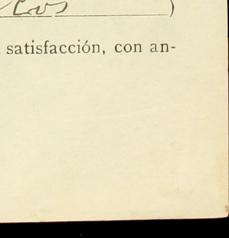 )
satisfacción, con an-